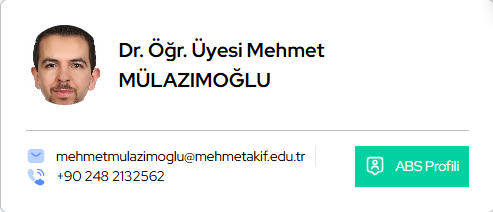 Dr. Öğr. Üyesi Mehmet
MÜLAZIMOĞLU
mehmetmulazimoglu@mehmetakif.edu.tr
+90 248 2132562
ABS Profili